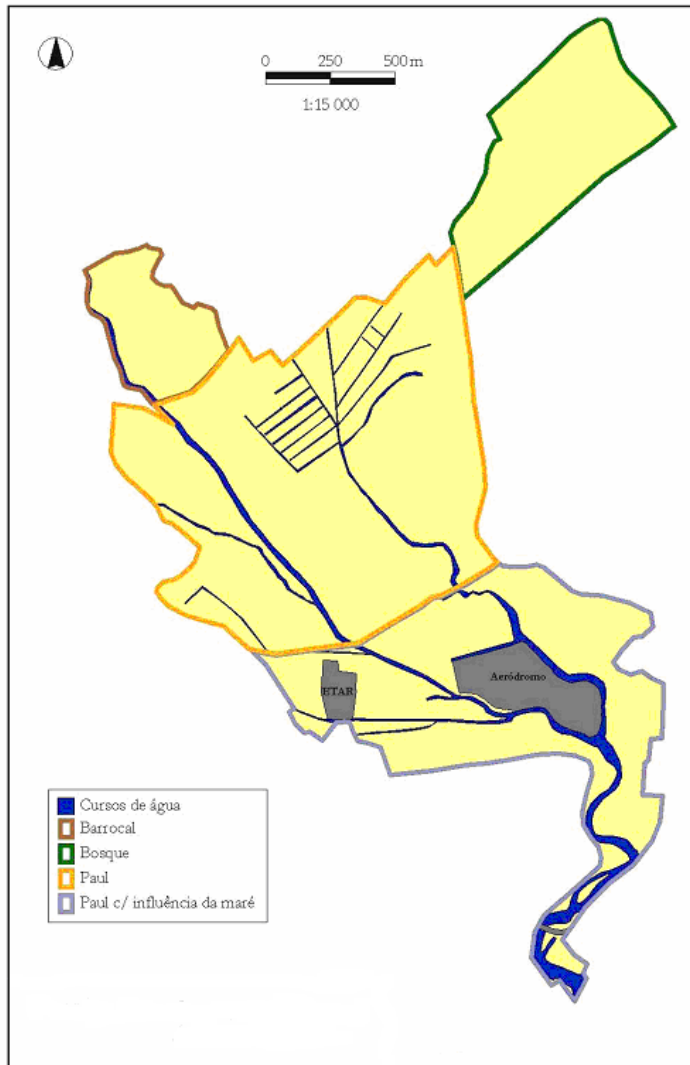 0 250 500 m
1:15 000
Aeródromo
ETAR
Cursos de água
Barrocal
Bosque
Paul
Paul c/ influência da maré